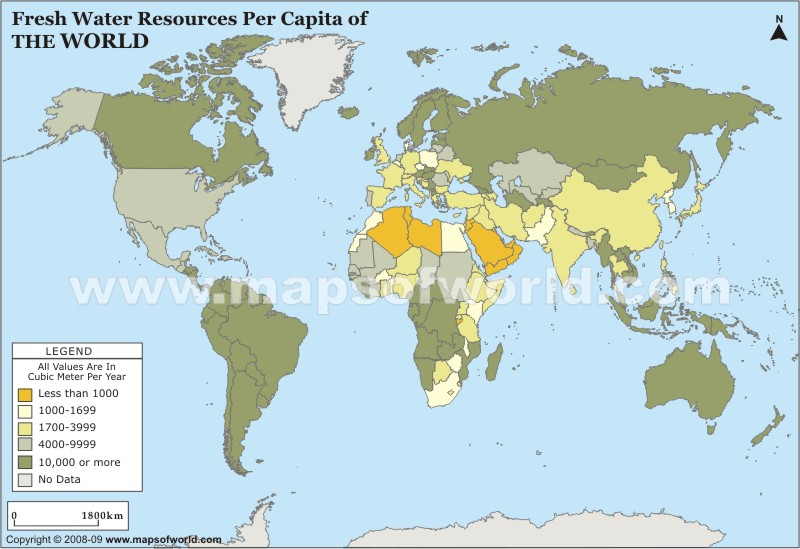 Fresh Water Resources Per Capita of
THE WORLD
N
www.mapsofworld.com
LEGEND
All Values Are In
Cubic Meter Per Year
Less than 1000
1000-1699
1700-3999
4000-9999
10,000 or more
No Data
0 1800km
Copyright © 2008-09 www.mapsofworld.com